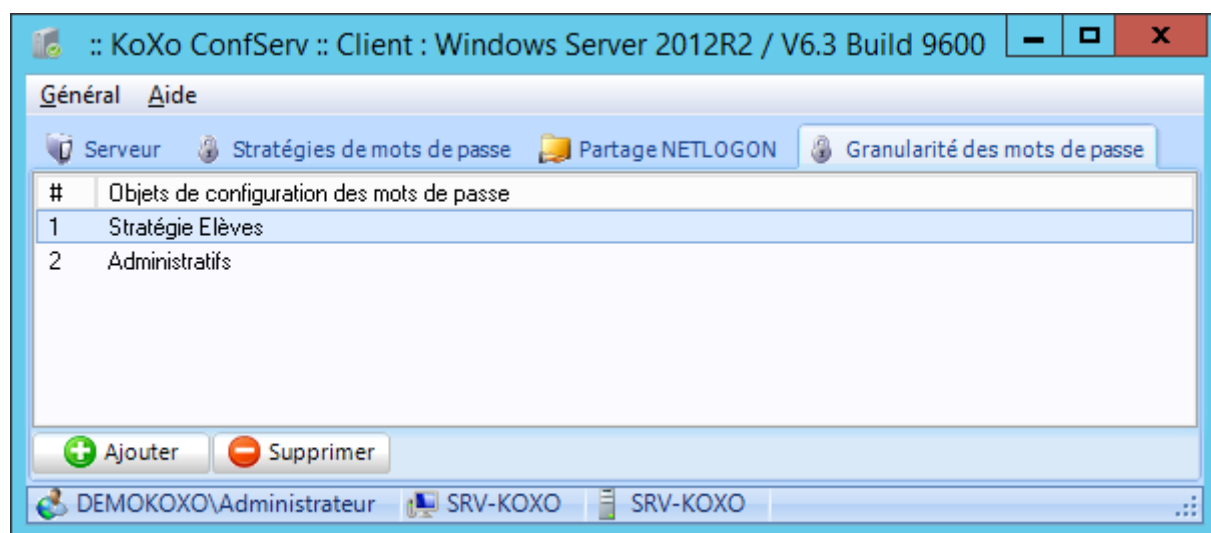 :: KoXo ConfServ :: Client : Windows Server 2012R2 / V6.3 Build 9600
Général Aide
Serveur Stratégies de mots de passe Partage NETLOGON Granularité des mots de passe
# Objets de configuration des mots de passe
1 Stratégie Elèves
2 Administratifs
Ajouter Supprimer
DEMOKOXO\Administrateur SRV-KOXO SRV-KOXO